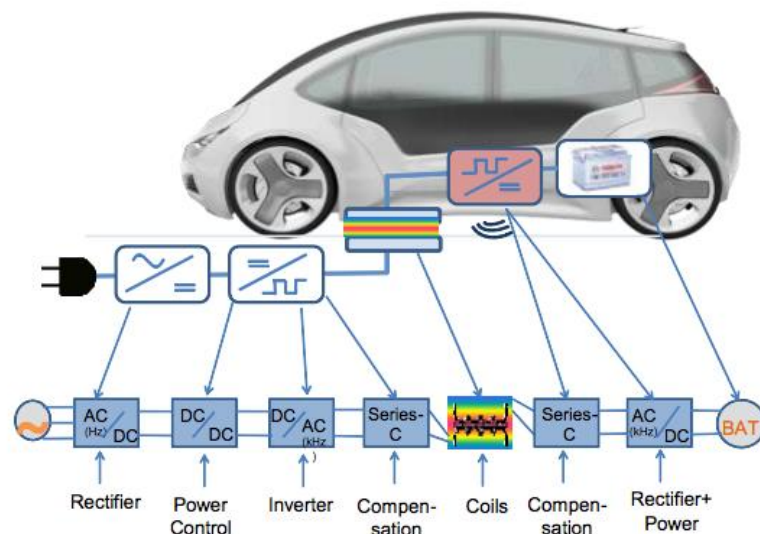 AC
(Hz)
DC
DC
DC
DC
AC
(kHz
)
Series-
C
Series-
C
AC
(kHz)
DC
BAT
Rectifier
Power
Control
Inverter
Compen-
sation
Coils
Compen-
sation
Rectifier+
Power